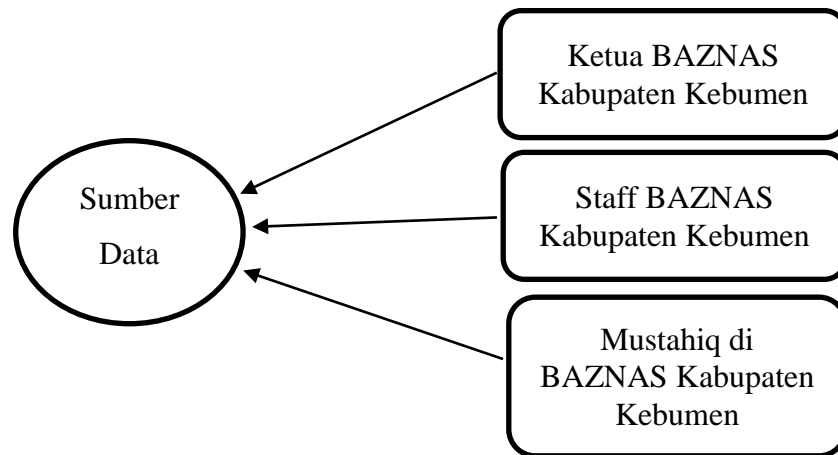 Sumber
Data
Ketua BAZNAS
Kabupaten Kebumen
Staff BAZNAS
Kabupaten Kebumen
Mustahiq di
BAZNAS Kabupaten
Kebumen